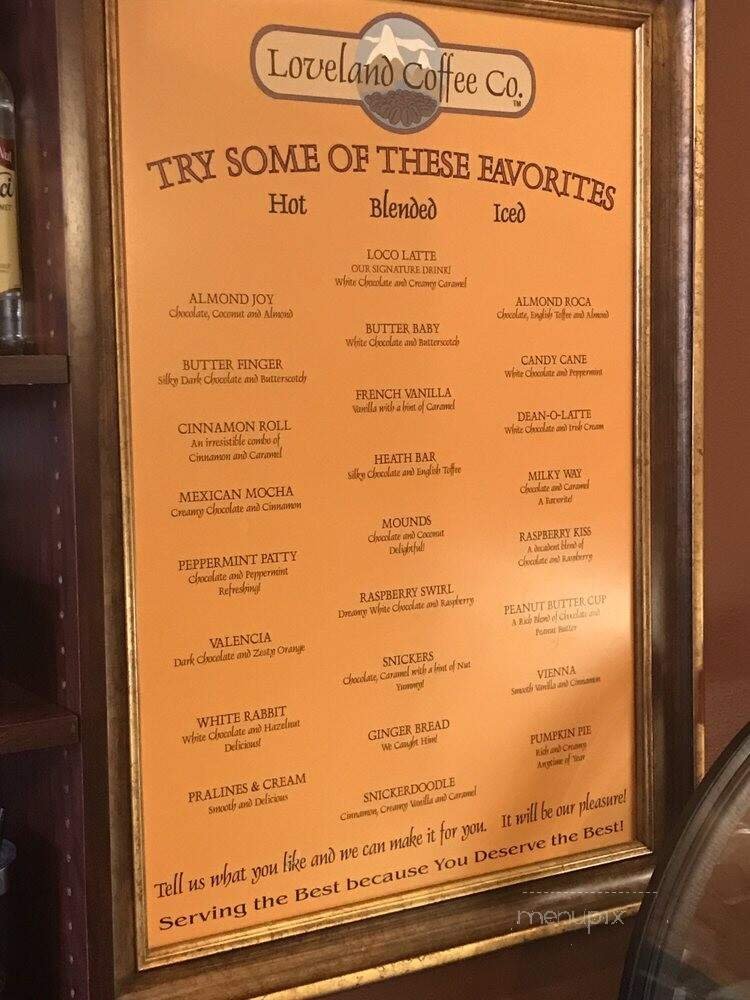 Loveland Coffee Co.
TM
TRY SOME OF THESE FAVORITES
Hot Blended Iced
LOCO LATTE
OUR SIGNATURE DRINK!
White Chocolate and Creamy Caramel
ALMOND JOY
Chocolate, Coconut and Almond
BUTTER FINGER
Silky Dark Chocolate and Butterscotch
CINNAMON ROLL
An irresistible combo of
Cinnamon and Caramel
MEXICAN MOCHA
Creamy Chocolate and Cinnamon
PEPPERMINT PATTY
Chocolate and Peppermint
Refreshing!
VALENCIA
Dark Chocolate and Zesty Orange
WHITE RABBIT
White Chocolate and Hazelnut
Delicious!
PRALINES & CREAM
Smooth and Delicious
BUTTER BABY
White Chocolate and Butterscotch
FRENCH VANILLA
Vanilla with a hint of Caramel
HEATH BAR
Silky Chocolate and English Toffee
MOUNDS
Chocolate and Coconut
Delightful!
RASPBERRY SWIRL
Dreamy White Chocolate and Raspberry
SNICKERS
Chocolate, Caramel with a hint of Nut
Yummy!
GINGER BREAD
We Caught Him!
SNICKERDOODLE
Cinnamon, Creamy Vanilla and Caramel
ALMOND ROCA
Chocolate, English Toffee and Almond
CANDY CANE
White Chocolate and Peppermint
DEAN-O-LATTE
White Chocolate and Irish Cream
MILKY WAY
Chocolate and Caramel
A Favorite!
RASPBERRY KISS
A decadent blend of
Chocolate and Raspberry
PEANUT BUTTER CUP
A Rich Blend of Chocolate and
Peanut Butter
VIENNA
Smooth Vanilla and Cinnamon
PUMPKIN PIE
Rich and Creamy
Anytime of Year
Tell us what you like and we can make it for you. It will be our pleasure!
Serving the Best because You Deserve the Best!
menupix